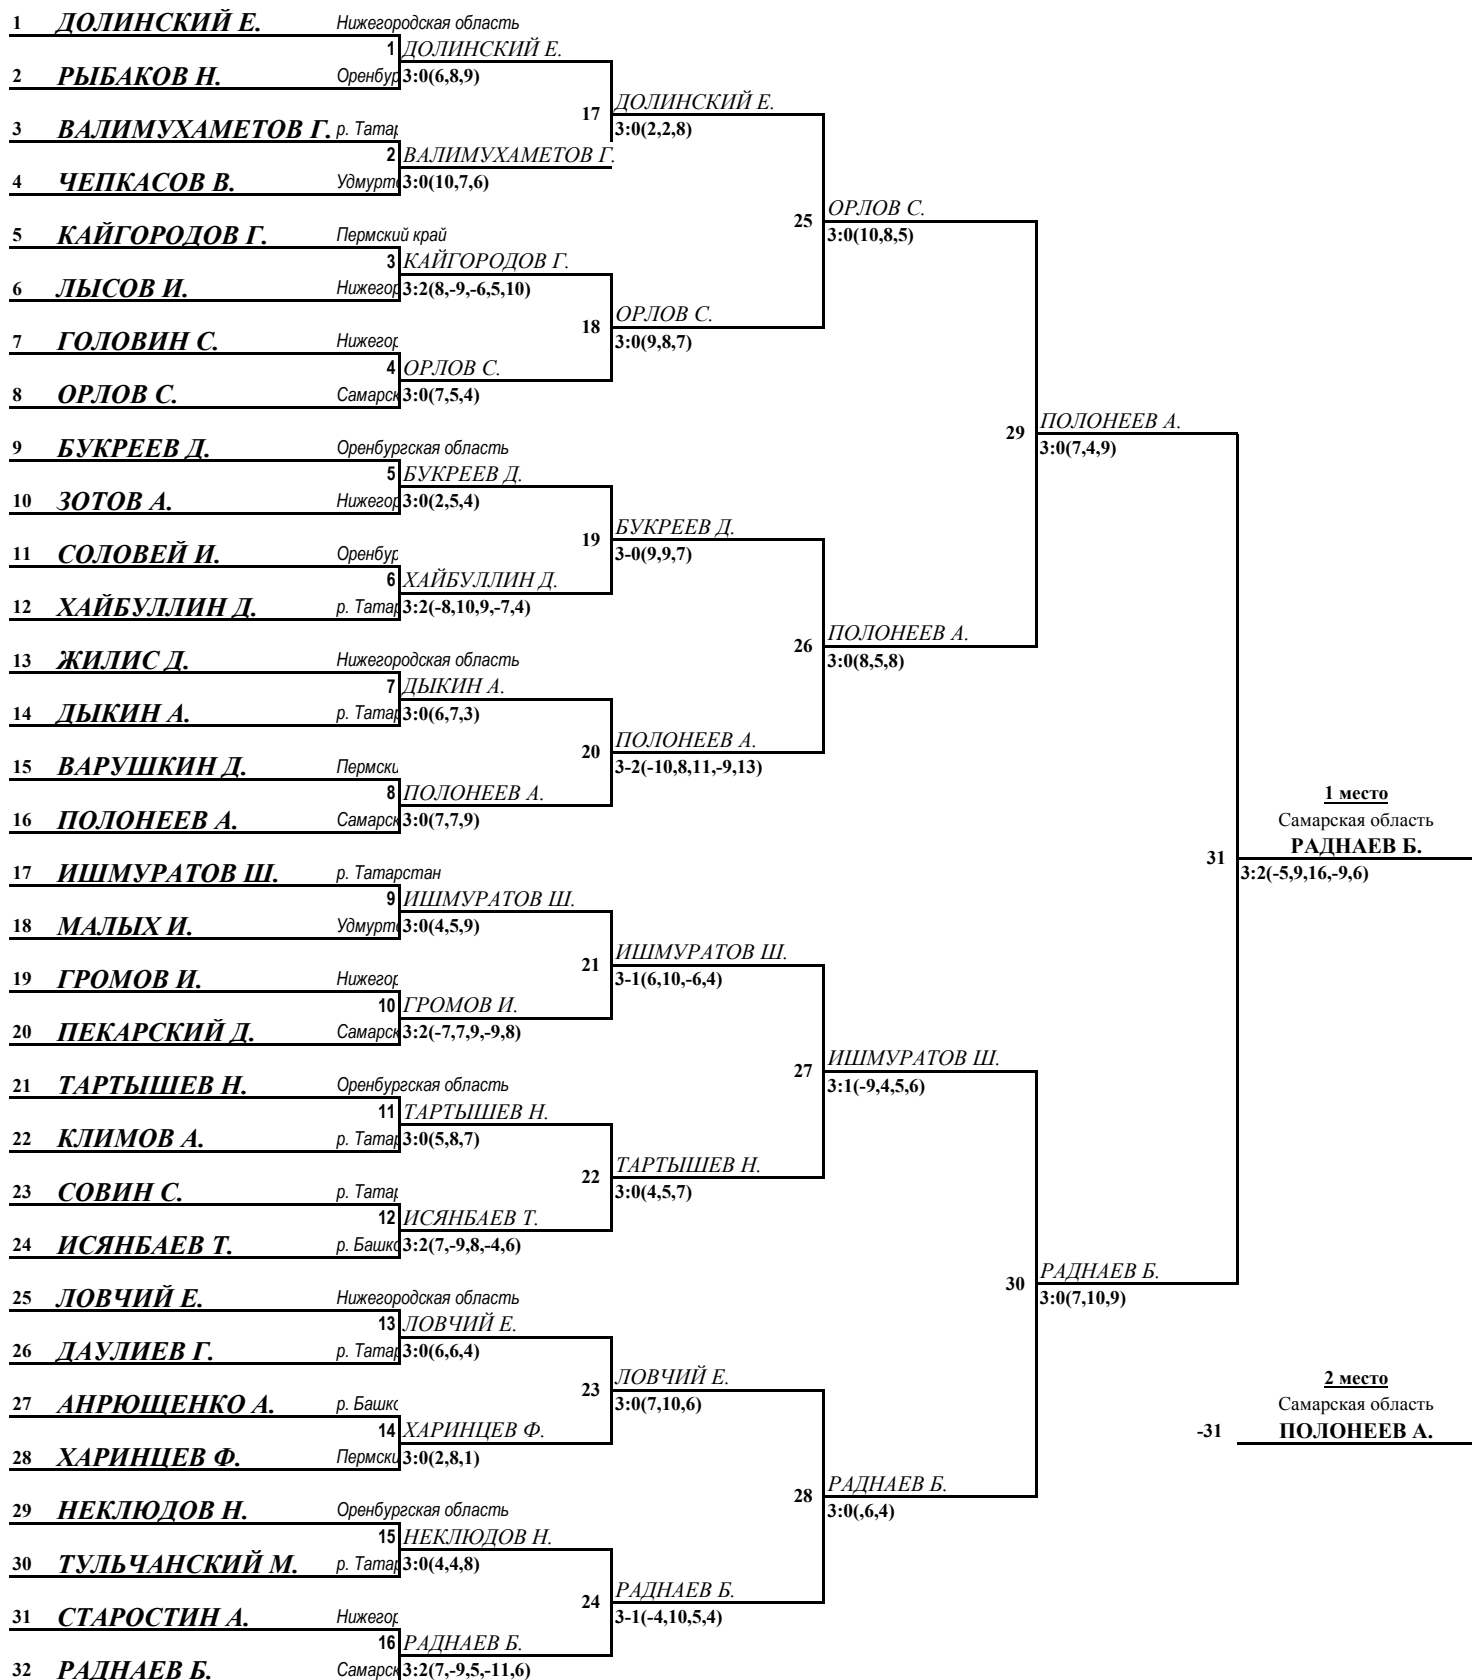 1 ДОЛИНСКИЙ Е. Нижегородская область
1 ДОЛИНСКИЙ Е.
2 РЫБАКОВ Н. Оренбур 3:0(6,8,9)
17 ДОЛИНСКИЙ Е.
3 ВАЛИМУХАМЕТОВ Г. р. Татар 3:0(2,2,8)
2 ВАЛИМУХАМЕТОВ Г.
4 ЧЕПКАСОВ В. Удмурт 3:0(10,7,6)
25 ОРЛОВ С.
5 КАЙГОРОДОВ Г. Пермский край 3:0(10,8,5)
3 КАЙГОРОДОВ Г.
6 ЛЫСОВ И. Нижегор 3:2(8,-9,-6,5,10)
18 ОРЛОВ С.
7 ГОЛОВИН С. Нижегор 3:0(9,8,7)
4 ОРЛОВ С.
8 ОРЛОВ С. Самарск 3:0(7,5,4)
29 ПОЛОНЕЕВ А.
9 БУКРЕЕВ Д. Оренбургская область 3:0(7,4,9)
5 БУКРЕЕВ Д.
10 ЗОТОВ А. Нижегор 3:0(2,5,4)
19 БУКРЕЕВ Д.
11 СОЛОВЕЙ И. Оренбур 3-0(9,9,7)
6 ХАЙБУЛЛИН Д.
12 ХАЙБУЛЛИН Д. р. Татар 3:2(-8,10,9,-7,4)
26 ПОЛОНЕЕВ А.
13 ЖИЛИС Д. Нижегородская область 3:0(8,5,8)
7 ДЫКИН А.
14 ДЫКИН А. р. Татар 3:0(6,7,3)
20 ПОЛОНЕЕВ А.
15 ВАРУШКИН Д. Пермски 3-2(-10,8,11,-9,13)
8 ПОЛОНЕЕВ А. 1 место
16 ПОЛОНЕЕВ А. Самарск 3:0(7,7,9) Самарская область
31 РАДНАЕВ Б.
17 ИШМУРАТОВ Ш. р. Татарстан 3:2(-5,9,16,-9,6)
9 ИШМУРАТОВ Ш.
18 МАЛЫХ И. Удмурт 3:0(4,5,9)
21 ИШМУРАТОВ Ш.
19 ГРОМОВ И. Нижегор 3-1(6,10,-6,4)
10 ГРОМОВ И.
20 ПЕКАРСКИЙ Д. Самарск 3:2(-7,7,9,-9,8)
27 ИШМУРАТОВ Ш.
21 ТАРТЫШЕВ Н. Оренбургская область 3:1(-9,4,5,6)
11 ТАРТЫШЕВ Н.
22 КЛИМОВ А. р. Татар 3:0(5,8,7)
22 ТАРТЫШЕВ Н.
23 СОВИН С. р. Татар 3:0(4,5,7)
12 ИСЯНБАЕВ Т.
24 ИСЯНБАЕВ Т. р. Башко 3:2(7,-9,8,-4,6)
30 РАДНАЕВ Б.
25 ЛОВЧИЙ Е. Нижегородская область 3:0(7,10,9)
13 ЛОВЧИЙ Е.
26 ДАУЛИЕВ Г. р. Татар 3:0(6,6,4)
23 ЛОВЧИЙ Е. 2 место
27 АНРЮЩЕНКО А. р. Башко 3:0(7,10,6) Самарская область
14 ХАРИНЦЕВ Ф. -31 ПОЛОНЕЕВ А.
28 ХАРИНЦЕВ Ф. Пермски 3:0(2,8,1)
28 РАДНАЕВ Б.
29 НЕКЛЮДОВ Н. Оренбургская область 3:0(,6,4)
15 НЕКЛЮДОВ Н.
30 ТУЛЬЧАНСКИЙ М. р. Татар 3:0(4,4,8)
24 РАДНАЕВ Б.
31 СТАРОСТИН А. Нижегор 3-1(-4,10,5,4)
16 РАДНАЕВ Б.
32 РАДНАЕВ Б. Самарск 3:2(7,-9,5,-11,6)